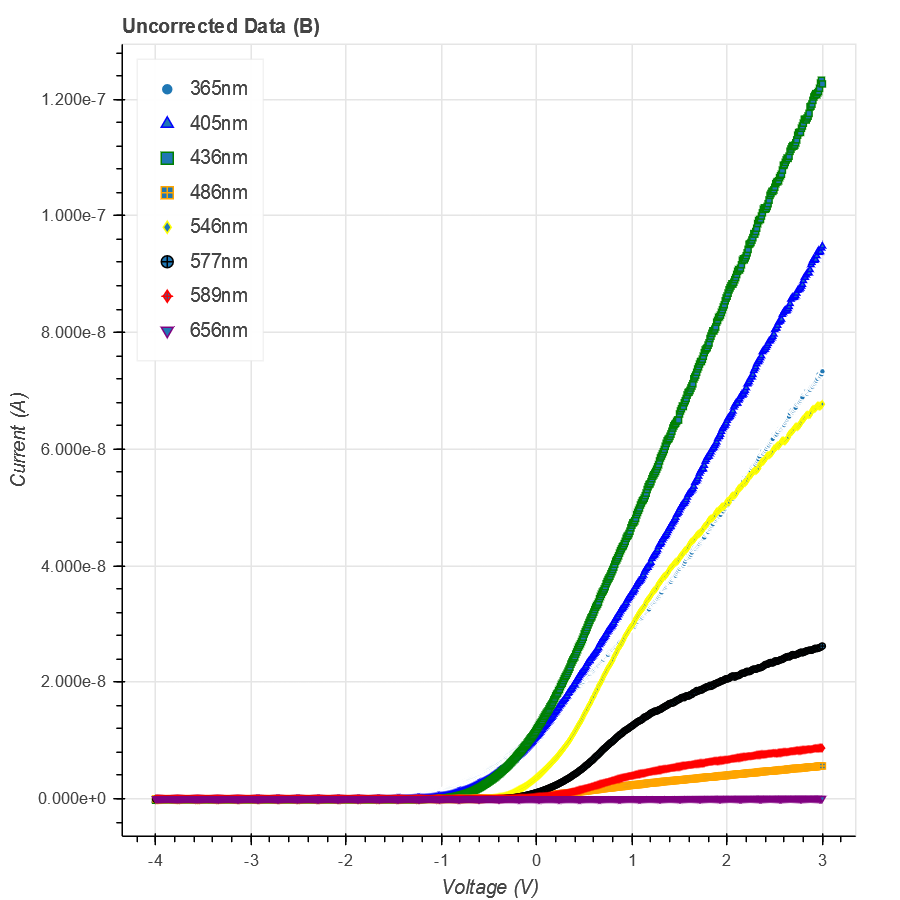 Uncorrected Data (B)
365nm
405nm
436nm
486nm
546nm
577nm
589nm
656nm
1.200e-7
1.000e-7
8.000e-8
6.000e-8
4.000e-8
2.000e-8
0.000e+0
Current (A)
-4 -3 -2 -1 0 1 2 3
Voltage (V)